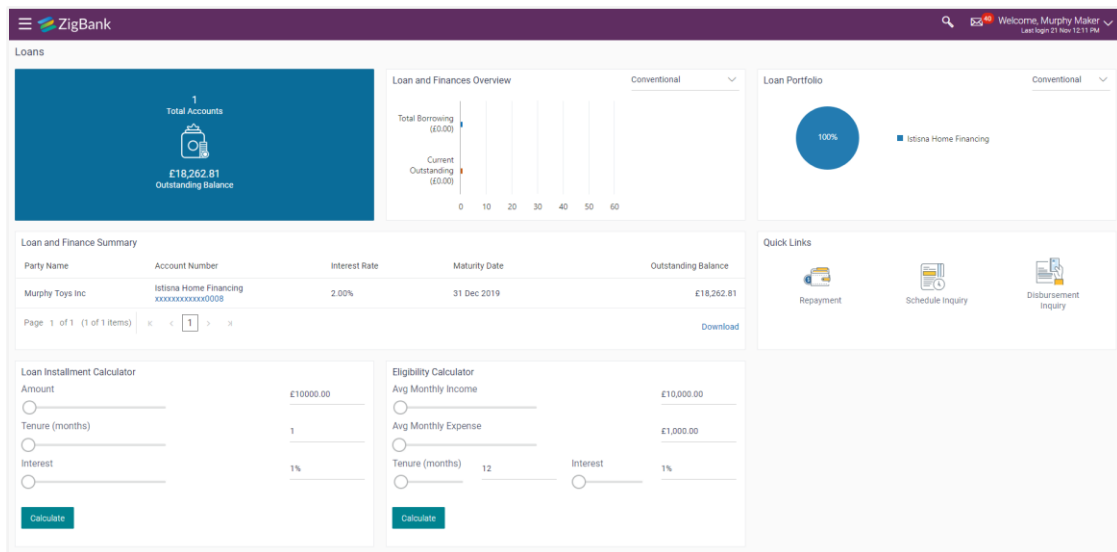 ZigBank
40
Welcome, Murphy Maker
Last login 21 Nov 12:11 PM
Loans
1
Total Accounts
£18,262.81
Outstanding Balance
Loan and Finances Overview
Conventional
Total Borrowing
(£0.00)
Current
Outstanding
(£0.00)
0 10 20 30 40 50 60
Loan Portfolio
Conventional
100%
Istisna Home Financing
Loan and Finance Summary
Party Name Account Number Interest Rate Maturity Date Outstanding Balance
Murphy Toys Inc Istisna Home Financing 2.00% 31 Dec 2019 £18,262.81
xxxxxxxxxxxx0008
Page 1 of 1 (1 of 1 items) 1
Download
Quick Links
Repayment
Schedule Inquiry
Disbursement
Inquiry
Loan Installment Calculator
Amount £10000.00
Tenure (months) 1
Interest 1%
Calculate
Eligibility Calculator
Avg Monthly Income £10,000.00
Avg Monthly Expense £1,000.00
Tenure (months) 12 Interest 1%
Calculate